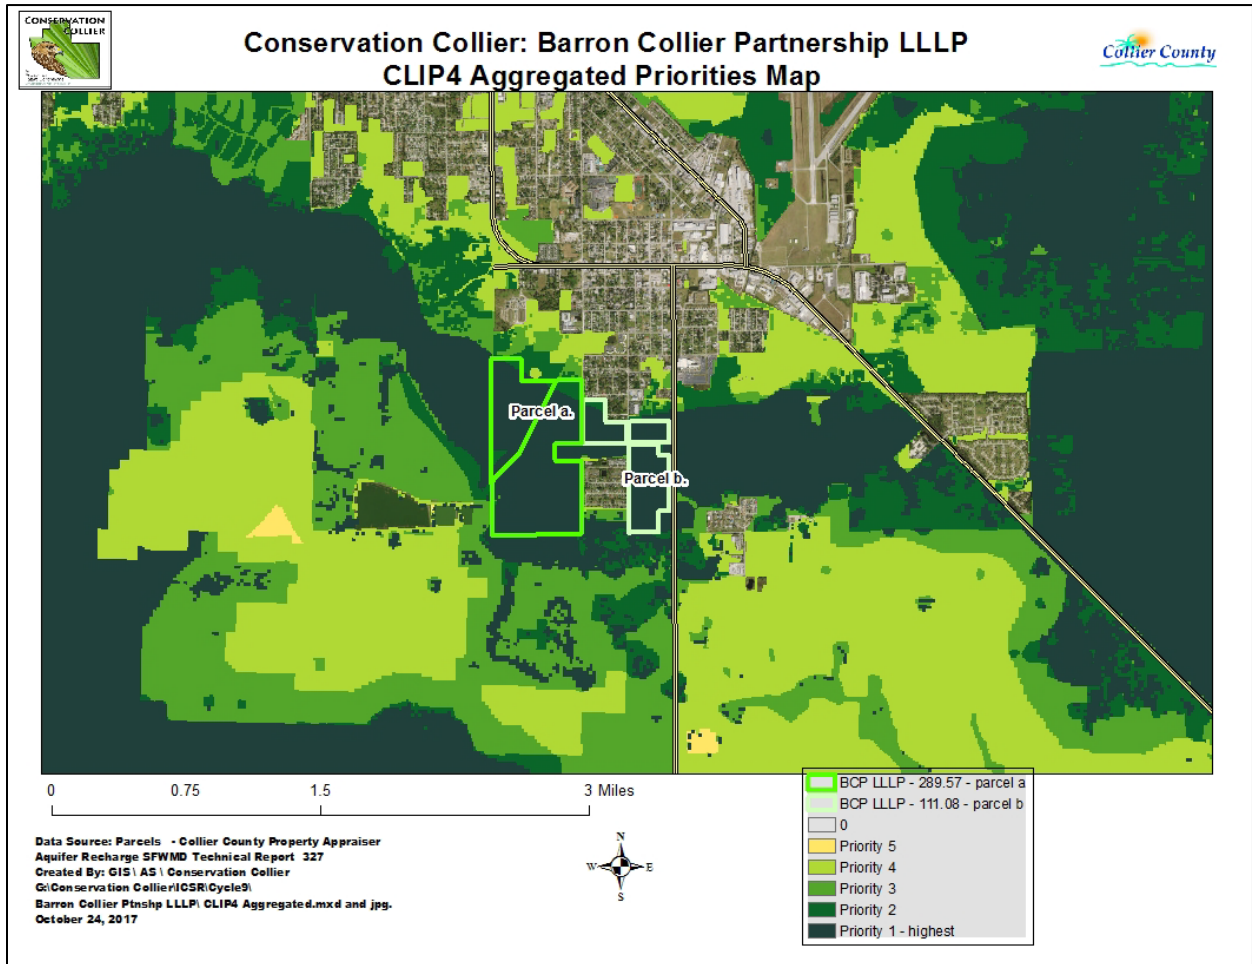 CONSERVATION
COLLIER
Conservation Collier: Barron Collier Partnership LLLP
CLIP4 Aggregated Priorities Map
Collier County
Parcel a.
Parcel b.
0 0.75 1.5 3 Miles
Data Source: Parcels - Collier County Property Appraiser
Aquifer Recharge SFWMD Technical Report 327
Created By: GIS \ AS \ Conservation Collier
G:\Conservation Collier\ICSR\Cycle9\
Barron Collier Ptnshp LLLP\ CLIP4 Aggregated.mxd and jpg.
October 24, 2017
N
W E
S
BCP LLLP - 289.57 - parcel a
BCP LLLP - 111.08 - parcel b
0
Priority 5
Priority 4
Priority 3
Priority 2
Priority 1 - highest